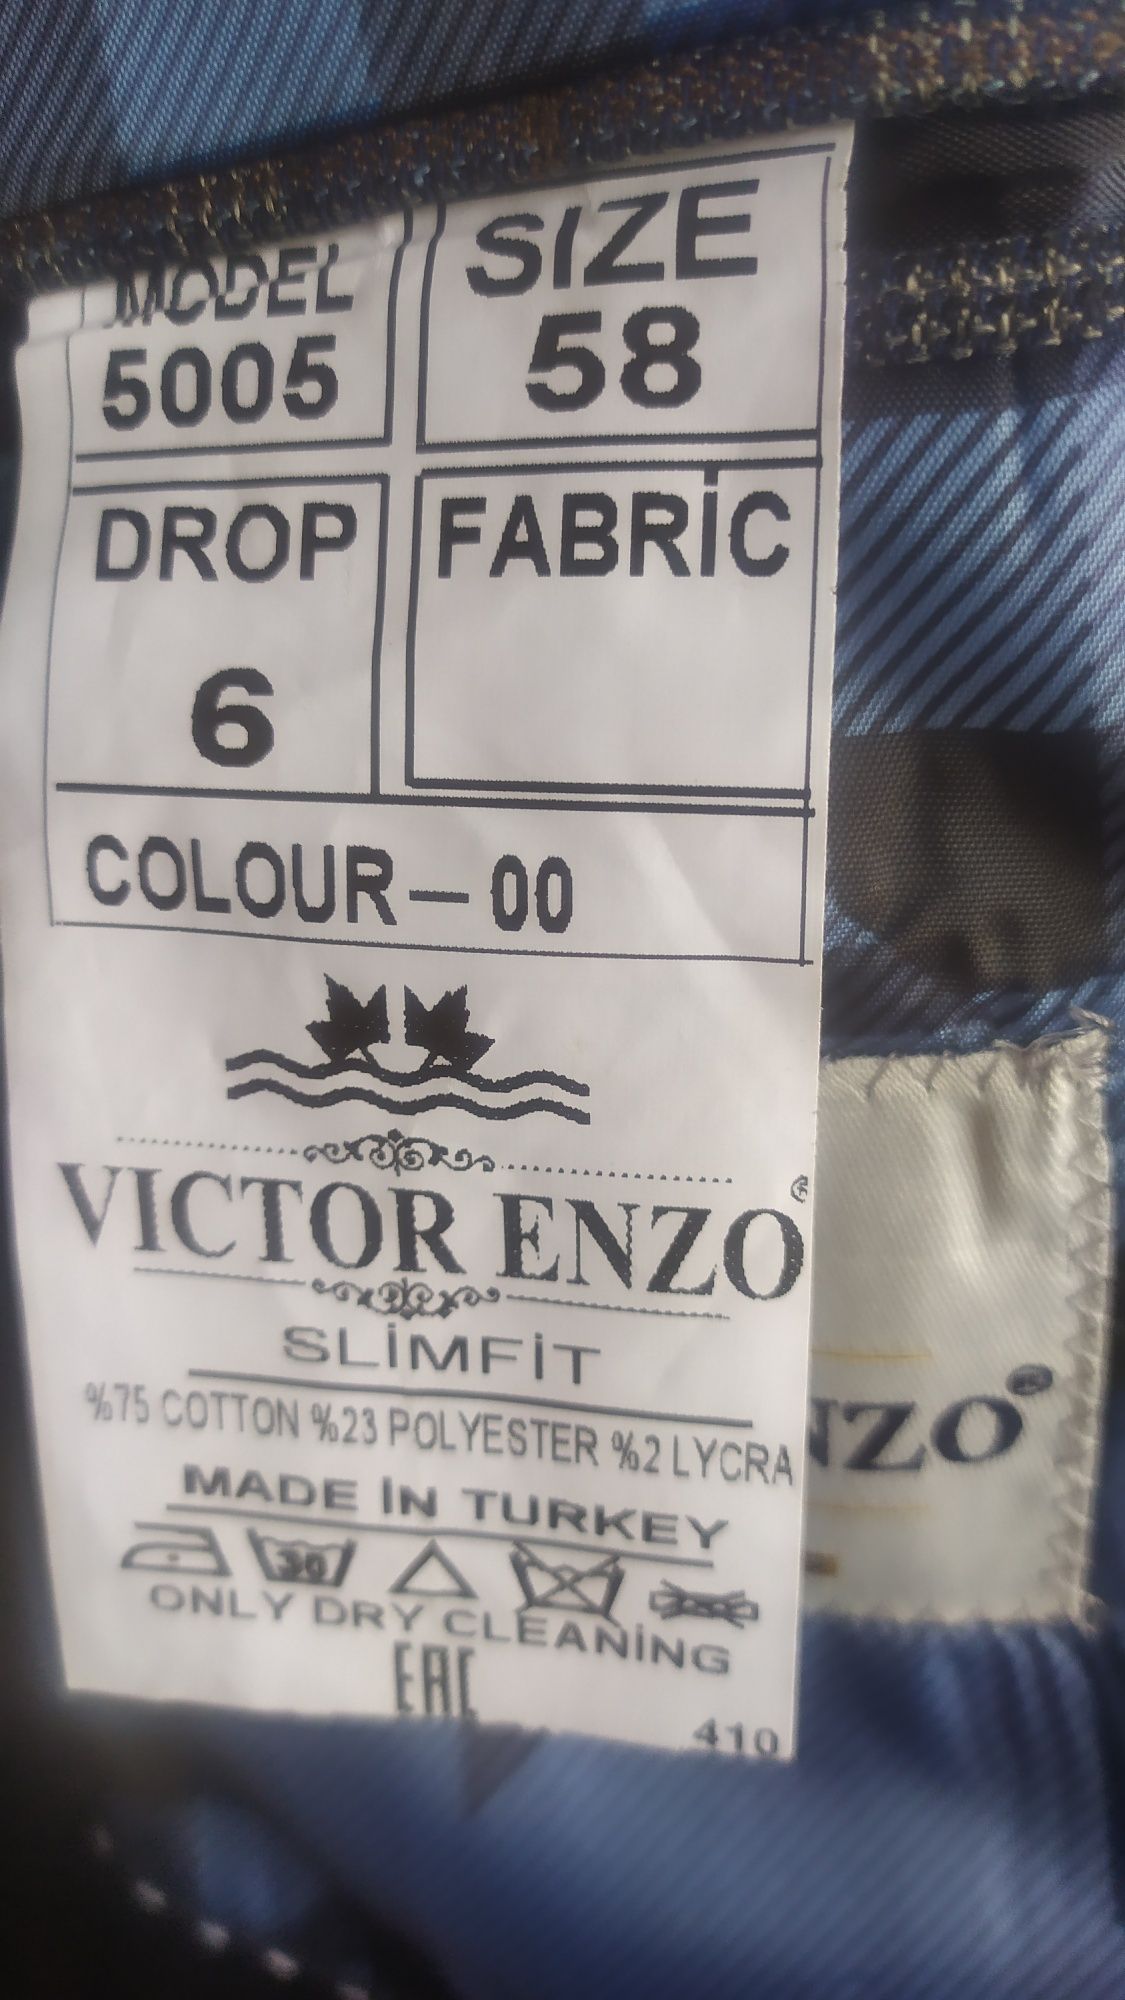 MODEL
5005
SIZE
58
DROP
6
FABRİC
COLOUR—00
VICTOR ENZO®
SLİMFİT
%75 COTTON %23 POLYESTER %2 LYCRA
MADE İN TURKEY
30
ONLY DRY CLEANİNG
EAC
410
NZO®